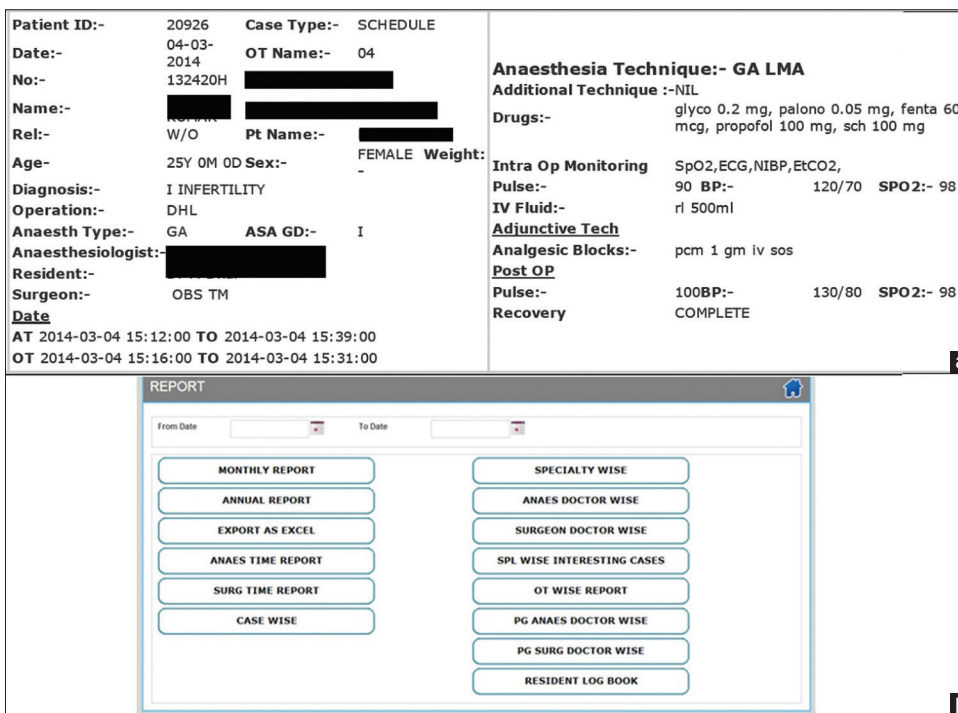 Patient ID:- 20926 Case Type:- SCHEDULE
Date:- 04-03-2014 OT Name:- 04
No:- 132420H
Name:-
Rel:- W/O Pt Name:-
Age- 25Y 0M 0D Sex:- FEMALE Weight:-
Diagnosis:- I INFERTILITY
Operation:- DHL
Anaesth Type:- GA ASA GD:- I
Anaesthesiologist:-
Resident:-
Surgeon:- OBS TM
Date
AT 2014-03-04 15:12:00 TO 2014-03-04 15:39:00
OT 2014-03-04 15:16:00 TO 2014-03-04 15:31:00
Anaesthesia Technique:- GA LMA
Additional Technique :-NIL
Drugs:- glyco 0.2 mg, palono 0.05 mg, fenta 60
mcg, propofol 100 mg, sch 100 mg
Intra Op Monitoring SpO2,ECG,NIBP,EtCO2,
Pulse:- 90 BP:- 120/70 SPO2:- 98
IV Fluid:- rl 500ml
Adjunctive Tech
Analgesic Blocks:- pcm 1 gm iv sos
Post OP
Pulse:- 100BP:- 130/80 SPO2:- 98
Recovery COMPLETE
a
REPORT
From Date To Date
MONTHLY REPORT
ANNUAL REPORT
EXPORT AS EXCEL
ANAES TIME REPORT
SURG TIME REPORT
CASE WISE
SPECIALTY WISE
ANAES DOCTOR WISE
SURGEON DOCTOR WISE
SPL WISE INTERESTING CASES
OT WISE REPORT
PG ANAES DOCTOR WISE
PG SURG DOCTOR WISE
RESIDENT LOG BOOK